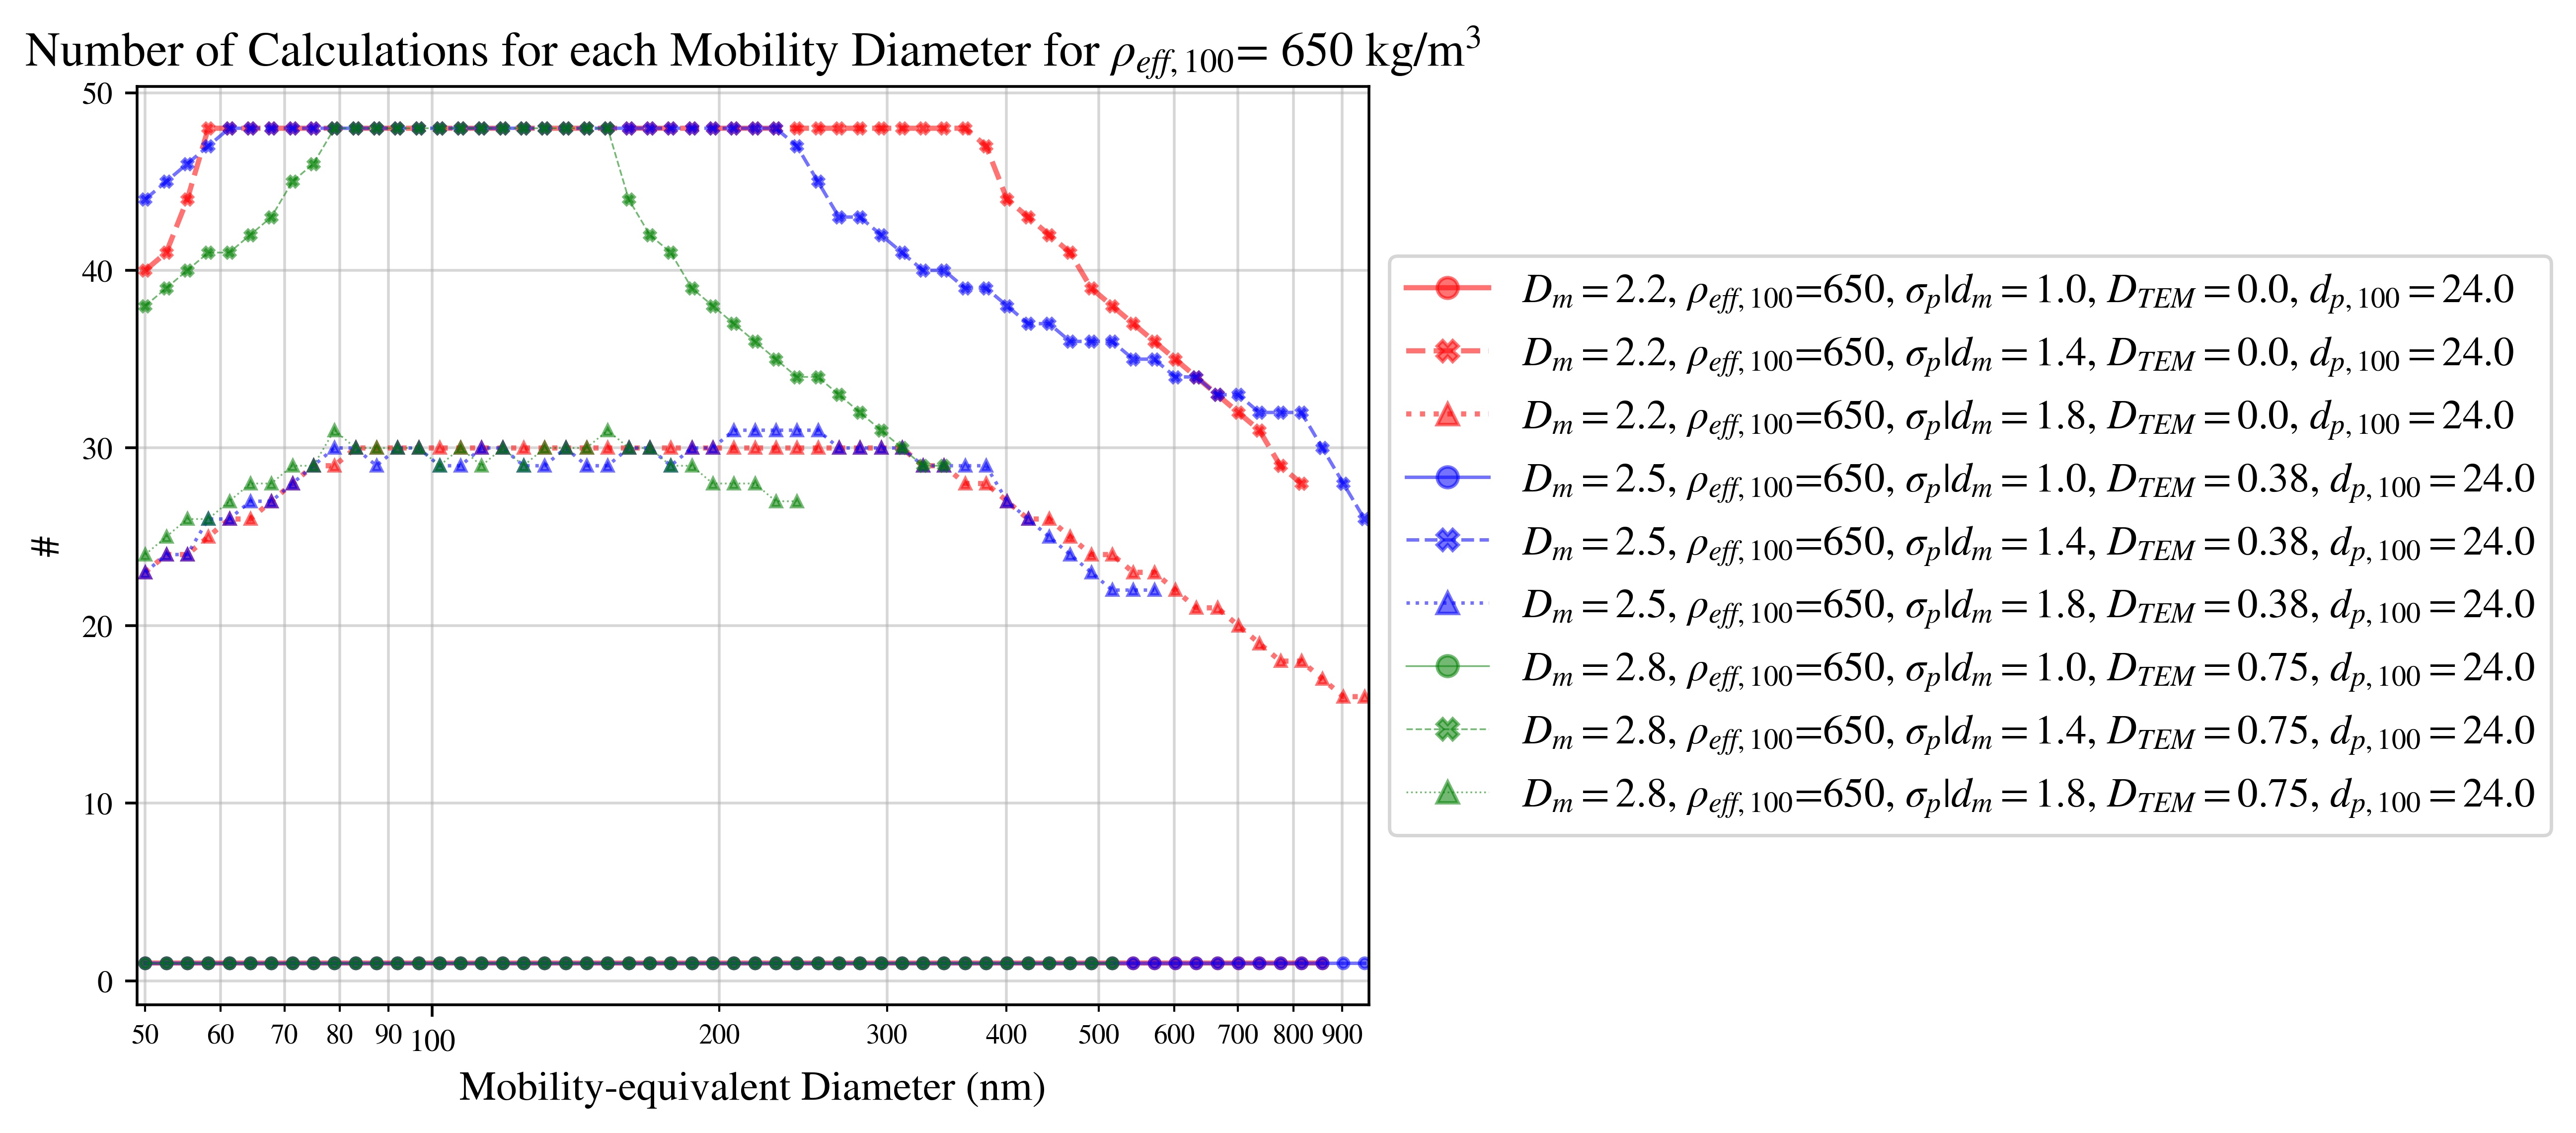 Number of Calculations for each Mobility Diameter for ρeff, 100= 650 kg/m³
50
40
30
20
10
0
#
50 60 70 80 90 100 200 300 400 500 600 700 800 900
Mobility-equivalent Diameter (nm)
Dm = 2.2, ρeff, 100=650, σp|dm = 1.0, DTEM = 0.0, dp, 100 = 24.0
Dm = 2.2, ρeff, 100=650, σp|dm = 1.4, DTEM = 0.0, dp, 100 = 24.0
Dm = 2.2, ρeff, 100=650, σp|dm = 1.8, DTEM = 0.0, dp, 100 = 24.0
Dm = 2.5, ρeff, 100=650, σp|dm = 1.0, DTEM = 0.38, dp, 100 = 24.0
Dm = 2.5, ρeff, 100=650, σp|dm = 1.4, DTEM = 0.38, dp, 100 = 24.0
Dm = 2.5, ρeff, 100=650, σp|dm = 1.8, DTEM = 0.38, dp, 100 = 24.0
Dm = 2.8, ρeff, 100=650, σp|dm = 1.0, DTEM = 0.75, dp, 100 = 24.0
Dm = 2.8, ρeff, 100=650, σp|dm = 1.4, DTEM = 0.75, dp, 100 = 24.0
Dm = 2.8, ρeff, 100=650, σp|dm = 1.8, DTEM = 0.75, dp, 100 = 24.0